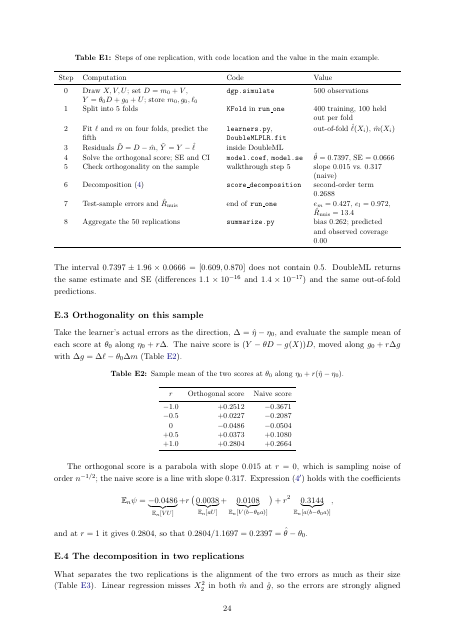 Table E1: Steps of one replication, with code location and the value in the main example.
Step Computation Code Value
0 Draw X, V, U; set D = m₀ + V, dgp.simulate 500 observations
Y = θ₀D + g₀ + U; store m₀, g₀, ℓ₀
1 Split into 5 folds KFold in run_one 400 training, 100 held
out per fold
2 Fit ℓ and m on four folds, predict the learners.py, out-of-fold ℓ̂(Xᵢ), m̂(Xᵢ)
fifth DoubleMLPLR.fit
3 Residuals D̃ = D − m̂, Ỹ = Y − ℓ̂ inside DoubleML
4 Solve the orthogonal score; SE and CI model.coef, model.se θ̂ = 0.7397, SE = 0.0666
5 Check orthogonality on the sample walkthrough step 5 slope 0.015 vs. 0.317
(naive)
6 Decomposition (4) score_decomposition second-order term
0.2688
7 Test-sample errors and R̂nuis end of run_one eₘ = 0.427, eₗ = 0.972,
R̂nuis = 13.4
8 Aggregate the 50 replications summarize.py bias 0.262; predicted
and observed coverage
0.00
The interval 0.7397 ± 1.96 × 0.0666 = [0.609, 0.870] does not contain 0.5. DoubleML returns
the same estimate and SE (differences 1.1 × 10⁻¹⁶ and 1.4 × 10⁻¹⁷) and the same out-of-fold
predictions.
E.3 Orthogonality on this sample
Take the learner's actual errors as the direction, Δ = η̂ − η₀, and evaluate the sample mean of
each score at θ₀ along η₀ + rΔ. The naive score is (Y − θD − g(X))D, moved along g₀ + rΔg
with Δg = Δℓ − θ₀Δm (Table E2).
Table E2: Sample mean of the two scores at θ₀ along η₀ + r(η̂ − η₀).
r Orthogonal score Naive score
−1.0 +0.2512 −0.3671
−0.5 +0.0227 −0.2087
0 −0.0486 −0.0504
+0.5 +0.0373 +0.1080
+1.0 +0.2804 +0.2664
The orthogonal score is a parabola with slope 0.015 at r = 0, which is sampling noise of
order n⁻¹ᐟ²; the naive score is a line with slope 0.317. Expression (4′) holds with the coefficients
𝔼ₙψ = −0.0486 + r (0.0038 + 0.0108) + r² 0.3144,
𝔼ₙ[VU] 𝔼ₙ[aU] 𝔼ₙ[V(b−θ₀a)] 𝔼ₙ[a(b−θ₀a)]
and at r = 1 it gives 0.2804, so that 0.2804/1.1697 = 0.2397 = θ̂ − θ₀.
E.4 The decomposition in two replications
What separates the two replications is the alignment of the two errors as much as their size
(Table E3). Linear regression misses X₂² in both m̂ and ĝ, so the errors are strongly aligned
24